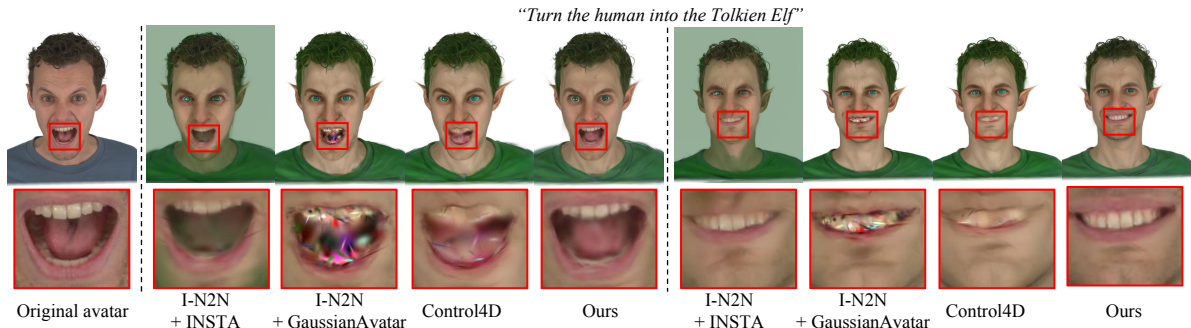 “Turn the human into the Tolkien Elf”
Original avatar
I-N2N
+ INSTA
I-N2N
+ GaussianAvatar
Control4D
Ours
I-N2N
+ INSTA
I-N2N
+ GaussianAvatar
Control4D
Ours